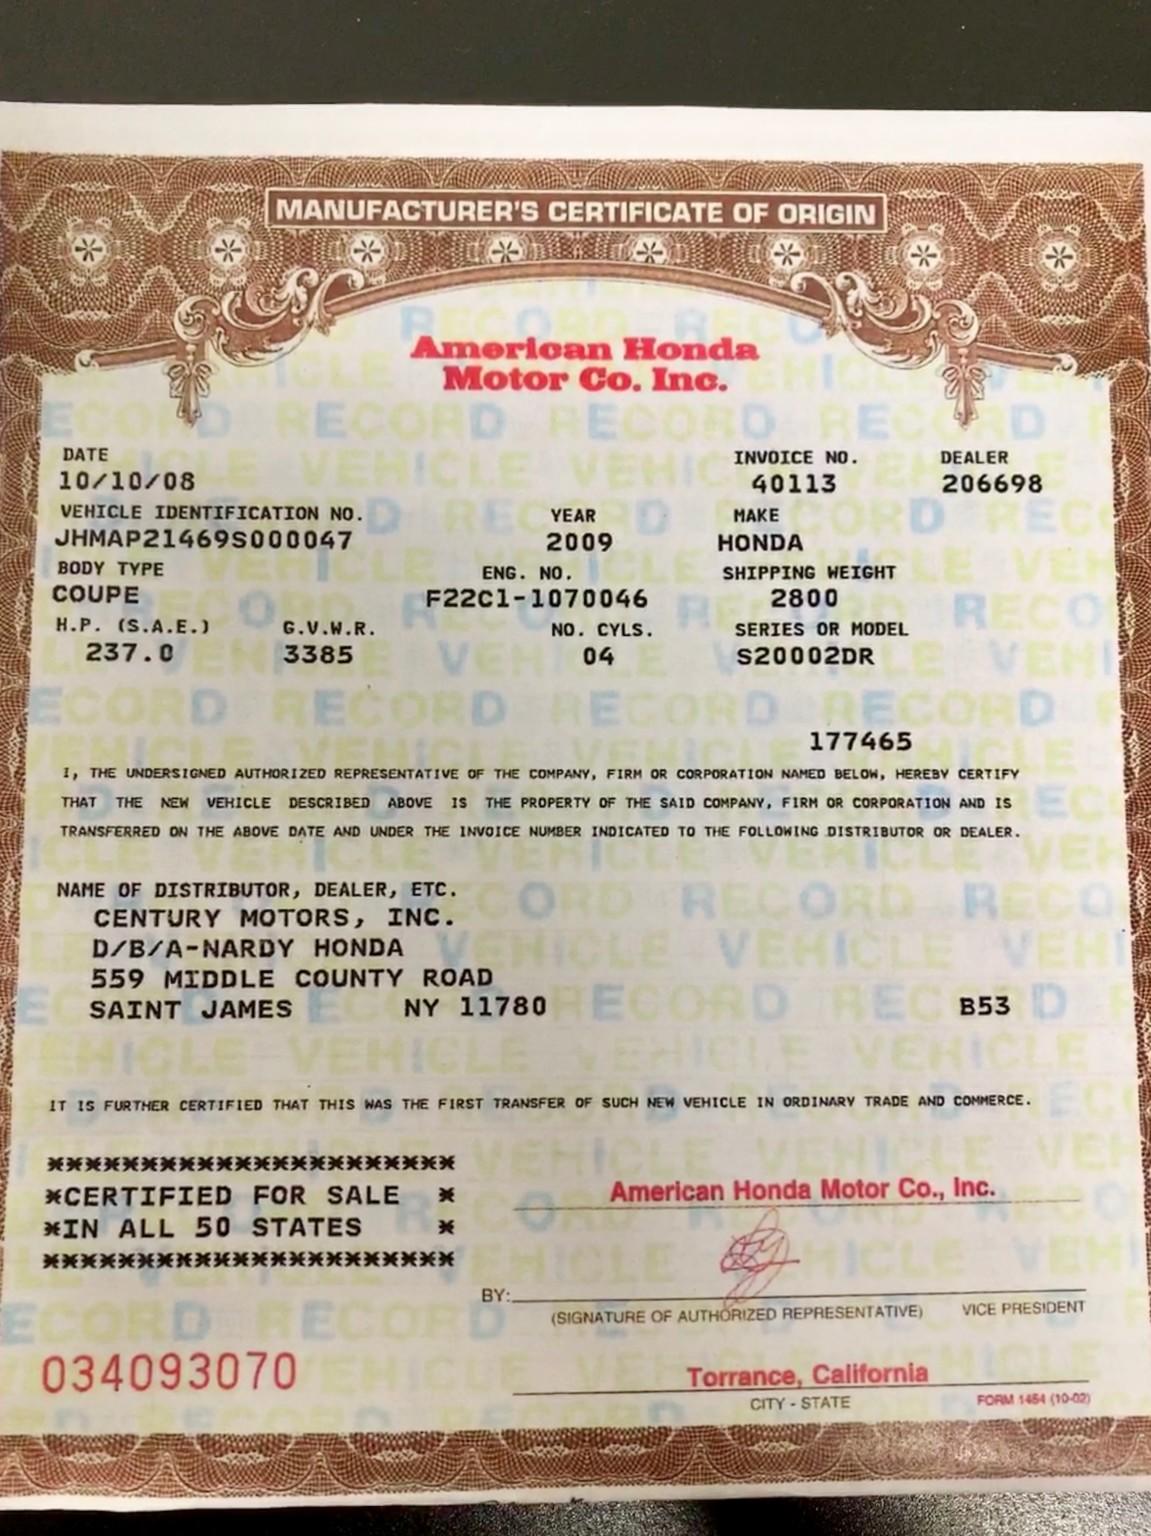 MANUFACTURER'S CERTIFICATE OF ORIGIN
American Honda
Motor Co. Inc.
DATE INVOICE NO. DEALER
10/10/08 40113 206698
VEHICLE IDENTIFICATION NO. YEAR MAKE
JHMAP21469S000047 2009 HONDA
BODY TYPE ENG. NO. SHIPPING WEIGHT
COUPE F22C1-1070046 2800
H.P. (S.A.E.) G.V.W.R. NO. CYLS. SERIES OR MODEL
237.0 3385 04 S20002DR
177465
I, THE UNDERSIGNED AUTHORIZED REPRESENTATIVE OF THE COMPANY, FIRM OR CORPORATION NAMED BELOW, HEREBY CERTIFY
THAT THE NEW VEHICLE DESCRIBED ABOVE IS THE PROPERTY OF THE SAID COMPANY, FIRM OR CORPORATION AND IS
TRANSFERRED ON THE ABOVE DATE AND UNDER THE INVOICE NUMBER INDICATED TO THE FOLLOWING DISTRIBUTOR OR DEALER.
NAME OF DISTRIBUTOR, DEALER, ETC.
CENTURY MOTORS, INC.
D/B/A-NARDY HONDA
559 MIDDLE COUNTY ROAD
SAINT JAMES NY 11780 B53
IT IS FURTHER CERTIFIED THAT THIS WAS THE FIRST TRANSFER OF SUCH NEW VEHICLE IN ORDINARY TRADE AND COMMERCE.
**********************
*CERTIFIED FOR SALE *
*IN ALL 50 STATES *
**********************
American Honda Motor Co., Inc.
BY:
(SIGNATURE OF AUTHORIZED REPRESENTATIVE) VICE PRESIDENT
034093070
Torrance, California
CITY - STATE FORM 1454 (10-02)